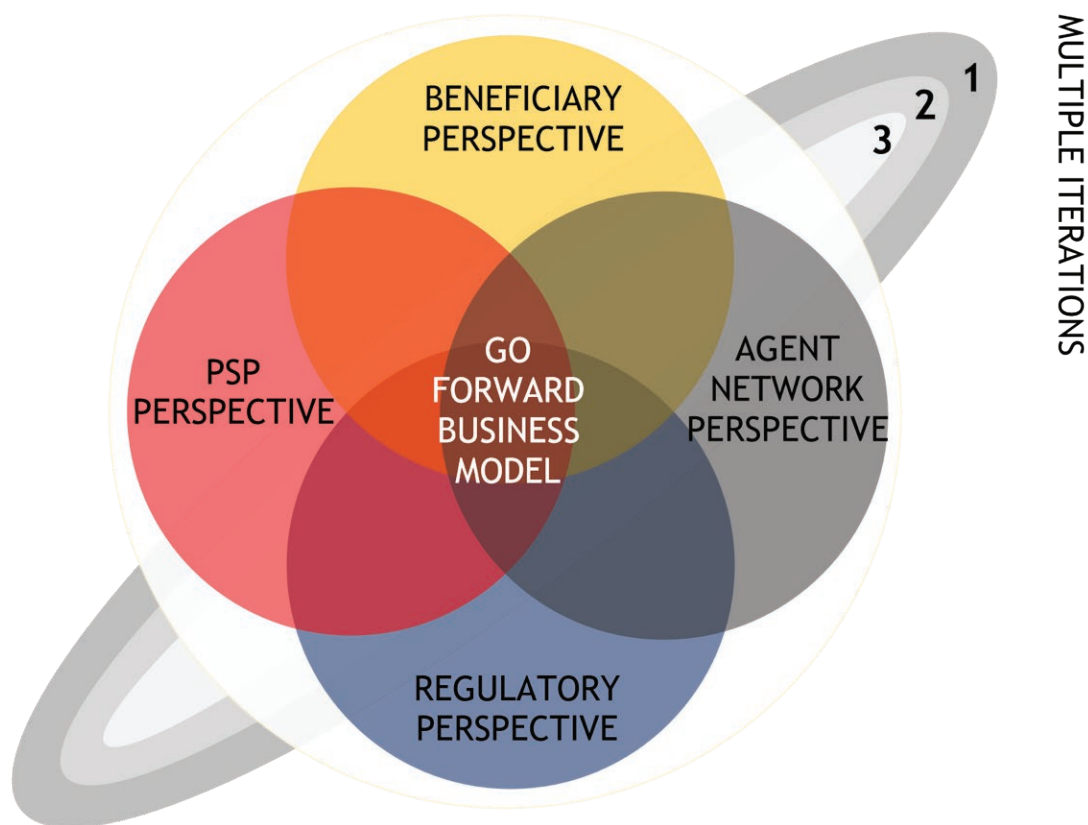 BENEFICIARY
PERSPECTIVE
1
2
3
MULTIPLE ITERATIONS
PSP
PERSPECTIVE
GO
FORWARD
BUSINESS
MODEL
AGENT
NETWORK
PERSPECTIVE
REGULATORY
PERSPECTIVE